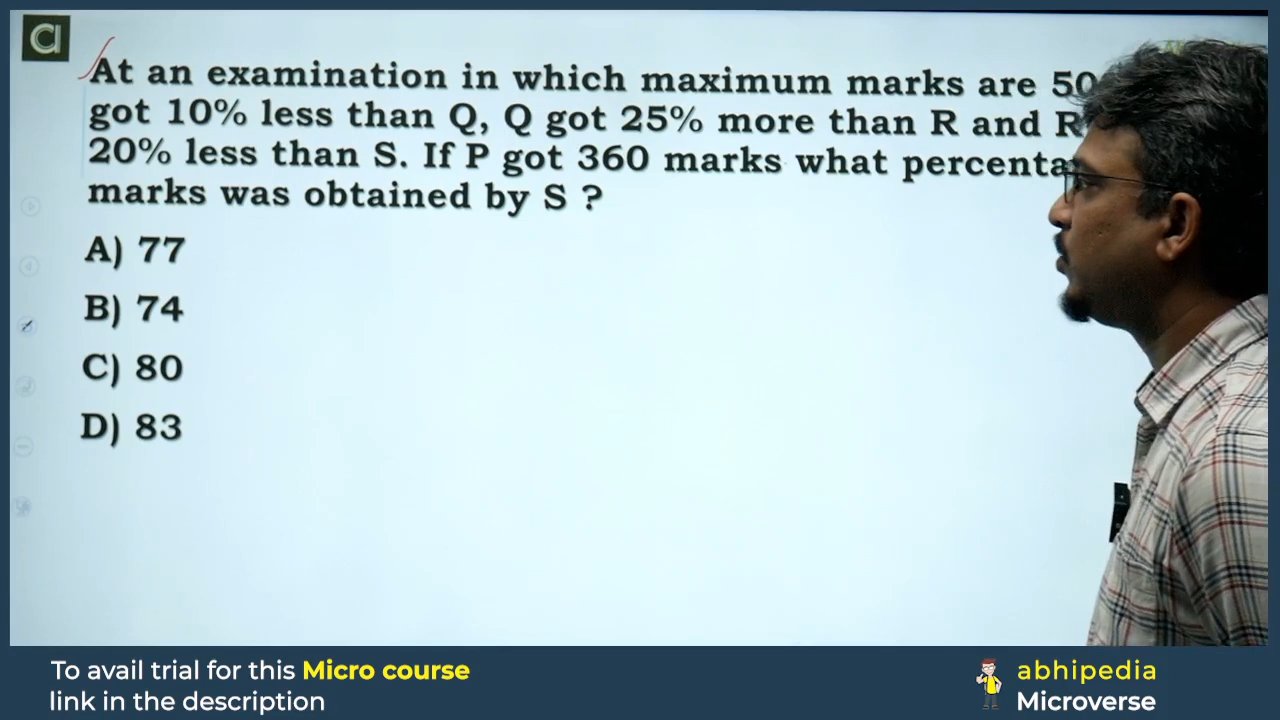 At an examination in which maximum marks are 50
got 10% less than Q, Q got 25% more than R and R
20% less than S. If P got 360 marks what
marks was obtained by S ?
A) 77
B) 74
C) 80
D) 83
To avail trial for this Micro course
link in the description
abhipedia
Microverse